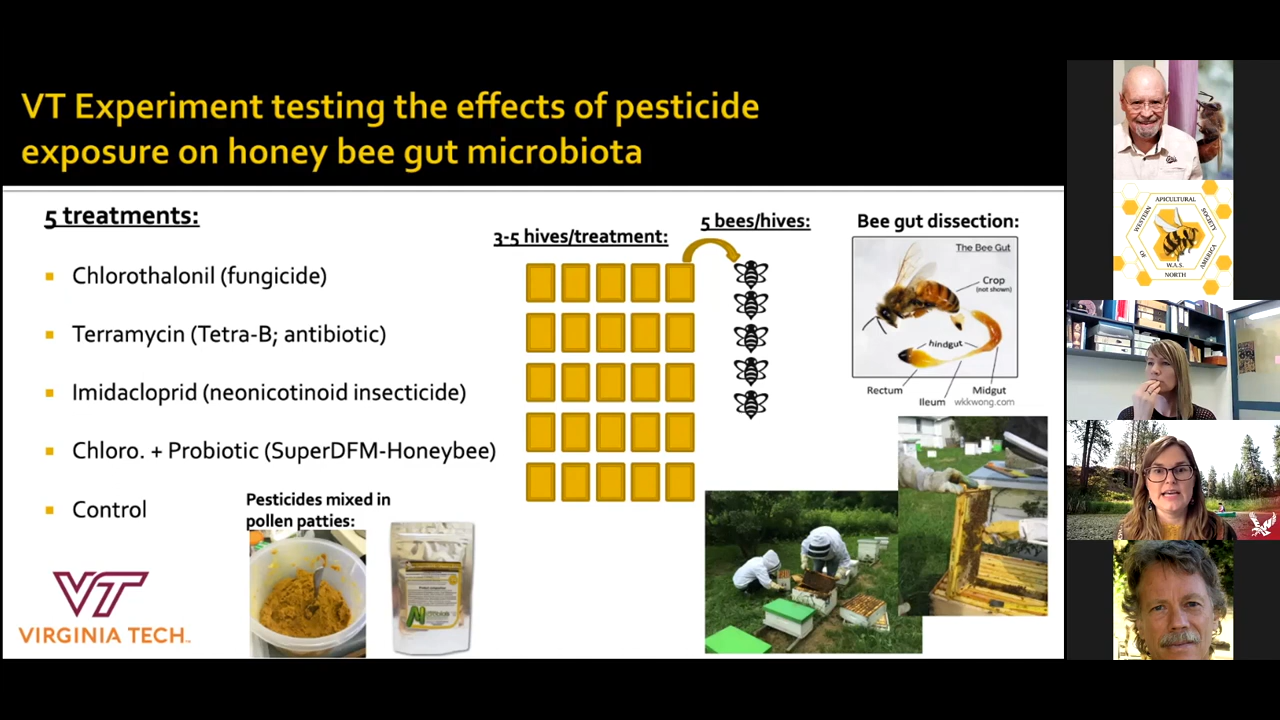 VT Experiment testing the effects of pesticide
exposure on honey bee gut microbiota
5 treatments:
Chlorothalonil (fungicide)
Terramycin (Tetra-B; antibiotic)
Imidacloprid (neonicotinoid insecticide)
Chloro. + Probiotic (SuperDFM-Honeybee)
Control
Pesticides mixed in
pollen patties:
VT
VIRGINIA TECH
3-5 hives/treatment:
5 bees/hives:
Bee gut dissection:
The Bee Gut
Crop
(not shown)
hindgut
Rectum
Ileum
Midgut
wkkwong.com
WESTERN
APICULTURAL
SOCIETY
OF
W.A.S.
NORTH
AMERICA